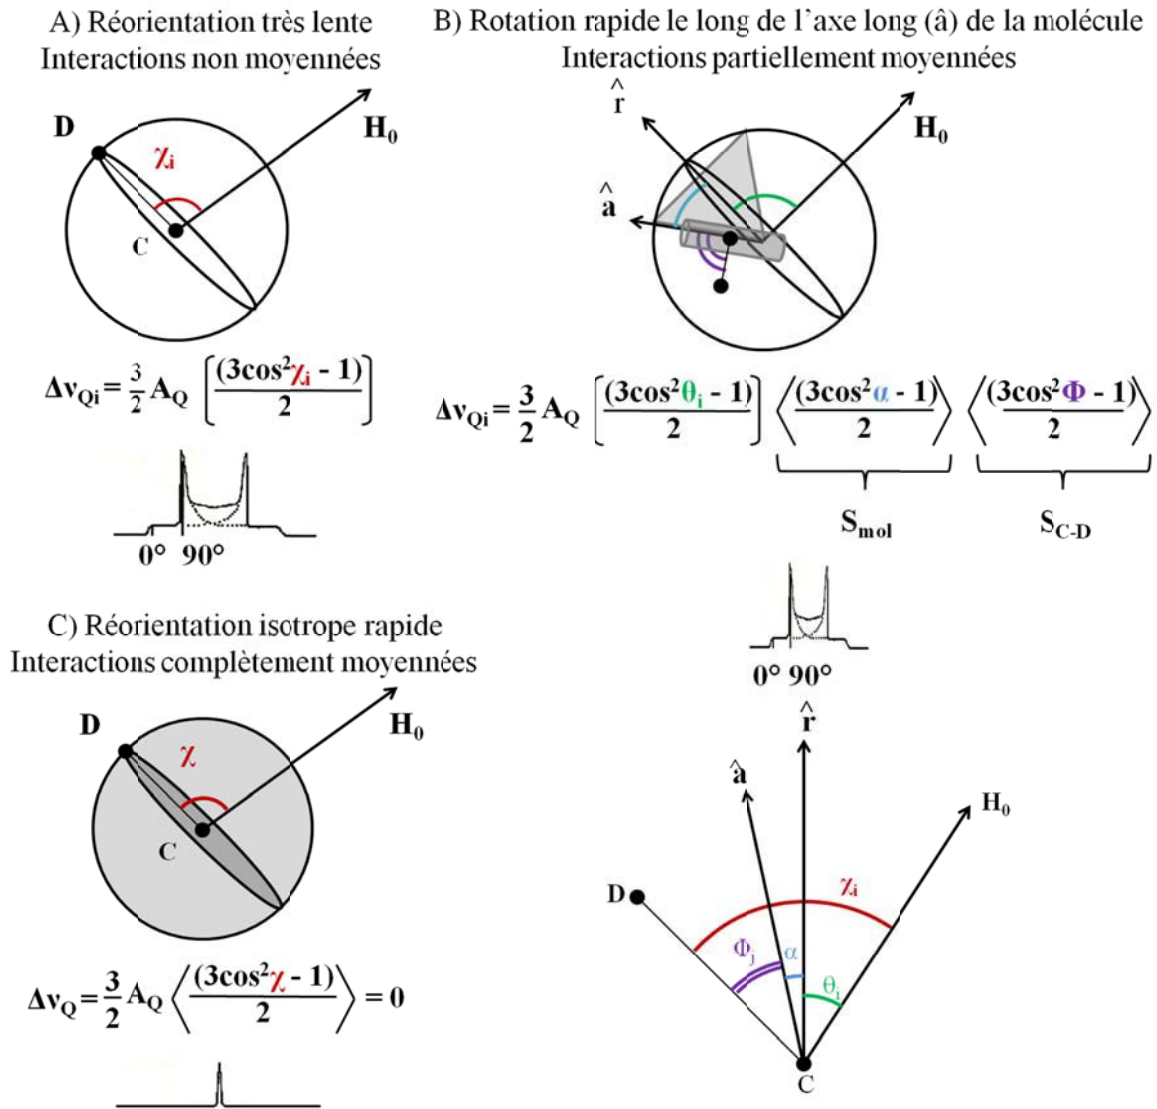 A) Réorientation très lente
Interactions non moyennées
D
χi
H0
C
ΔνQi = 3/2 AQ [(3cos²χi - 1)/2]
0° 90°
B) Rotation rapide le long de l'axe long (â) de la molécule
Interactions partiellement moyennées
r̂
H0
â
ΔνQi = 3/2 AQ [(3cos²θi - 1)/2] ⟨(3cos²α - 1)/2⟩ ⟨(3cos²Φ - 1)/2⟩
Smol
SC-D
0° 90°
C) Réorientation isotrope rapide
Interactions complètement moyennées
D
χ
H0
C
ΔνQ = 3/2 AQ ⟨(3cos²χ - 1)/2⟩ = 0
r̂
â
H0
D
χi
Φj
α
θi
C